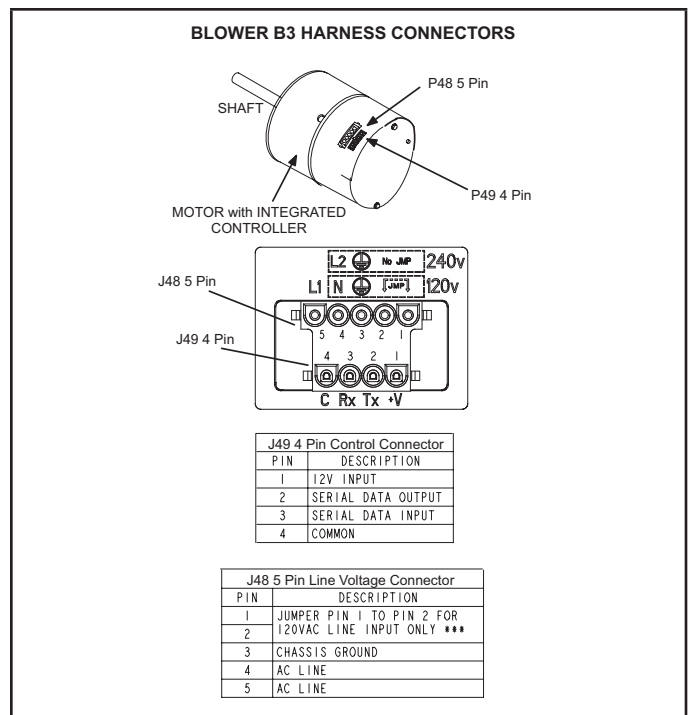 BLOWER B3 HARNESS CONNECTORS
P48 5 Pin
SHAFT
P49 4 Pin
MOTOR with INTEGRATED
CONTROLLER
L2 No JMP 240v
L1 N JMP 120v
J48 5 Pin
5 4 3 2 1
J49 4 Pin
4 3 2 1
C Rx Tx +V
J49 4 Pin Control Connector
PIN DESCRIPTION
1 12V INPUT
2 SERIAL DATA OUTPUT
3 SERIAL DATA INPUT
4 COMMON
J48 5 Pin Line Voltage Connector
PIN DESCRIPTION
1 JUMPER PIN 1 TO PIN 2 FOR
2 120VAC LINE INPUT ONLY ***
3 CHASSIS GROUND
4 AC LINE
5 AC LINE